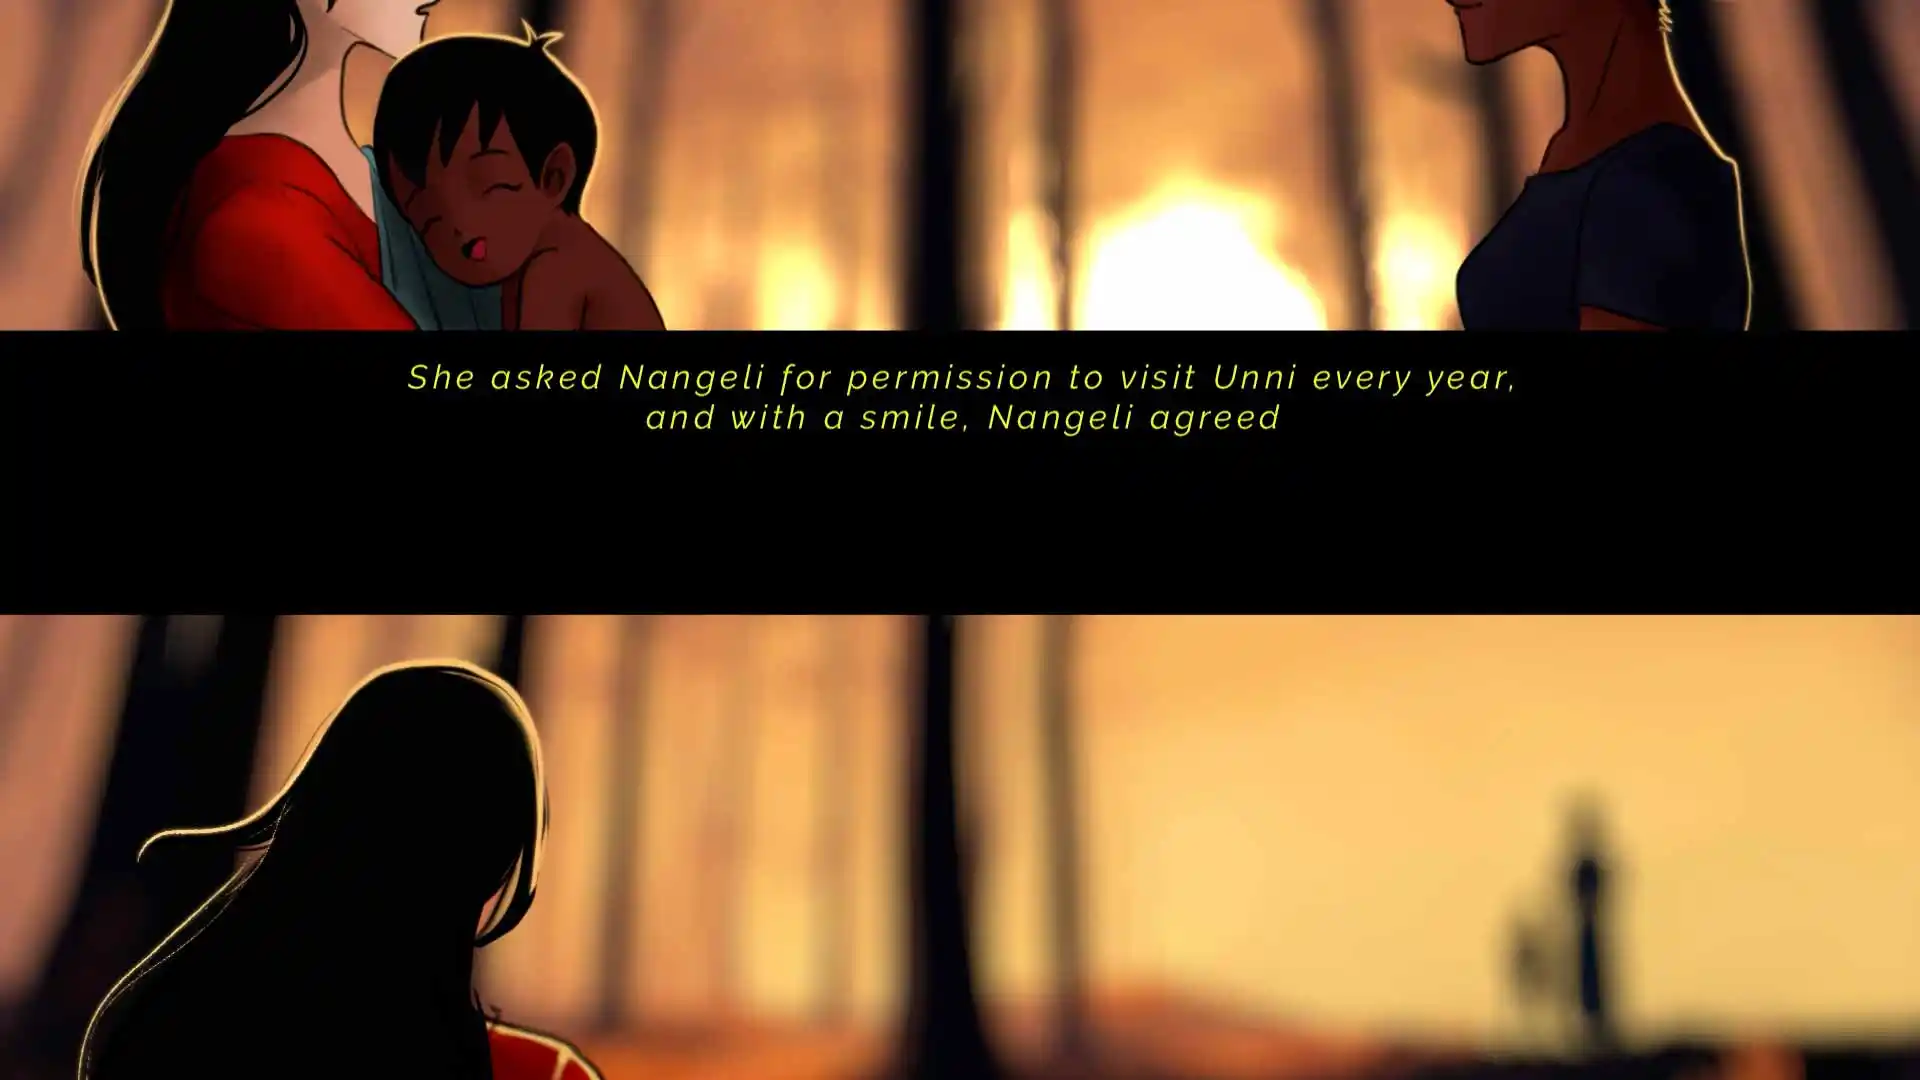 She asked Nangeli for permission to visit Unni every year,
and with a smile, Nangeli agreed